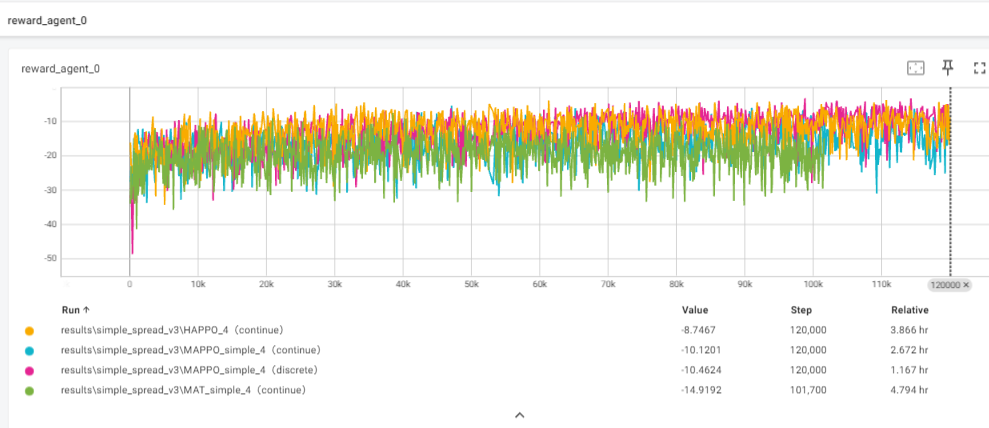 reward_agent_0
reward_agent_0
-10
-20
-30
-40
-50
0 10k 20k 30k 40k 50k 60k 70k 80k 90k 100k 110k 120000 ×
Run ↑ Value Step Relative
results\simple_spread_v3\HAPPO_4（continue) -8.7467 120,000 3.866 hr
results\simple_spread_v3\MAPPO_simple_4（continue) -10.1201 120,000 2.672 hr
results\simple_spread_v3\MAPPO_simple_4（discrete) -10.4624 120,000 1.167 hr
results\simple_spread_v3\MAT_simple_4（continue) -14.9192 101,700 4.794 hr